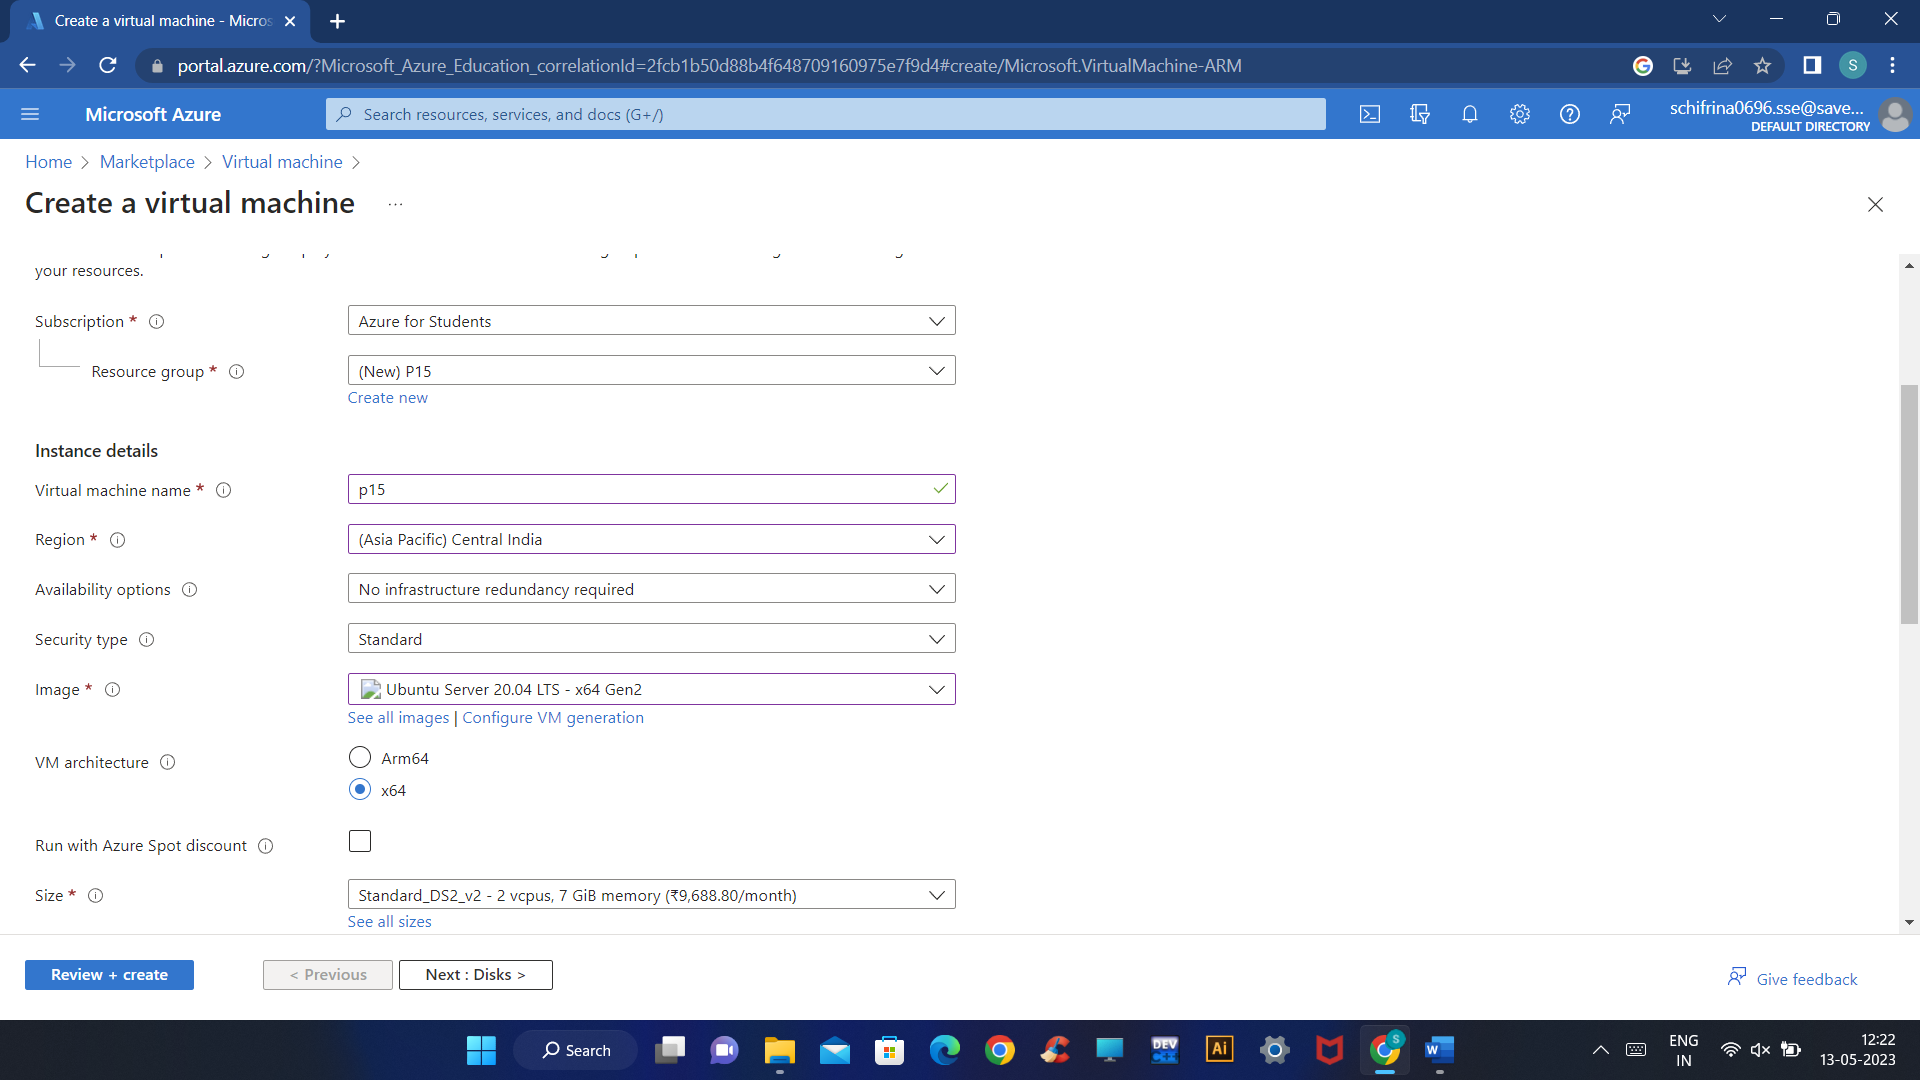 Create a virtual machine - Micros
portal.azure.com/?Microsoft_Azure_Education_correlationId=2fcb1b50d88b4f648709160975e7f9d4#create/Microsoft.VirtualMachine-ARM
S
Microsoft Azure
Search resources, services, and docs (G+/)
schifrina0696.sse@save...
DEFAULT DIRECTORY
Home > Marketplace > Virtual machine >
Create a virtual machine ...
your resources.
Subscription *
Azure for Students
Resource group *
(New) P15
Create new
Instance details
Virtual machine name *
p15
Region *
(Asia Pacific) Central India
Availability options
No infrastructure redundancy required
Security type
Standard
Image *
Ubuntu Server 20.04 LTS - x64 Gen2
See all images | Configure VM generation
VM architecture
Arm64
x64
Run with Azure Spot discount
Size *
Standard_DS2_v2 - 2 vcpus, 7 GiB memory (₹9,688.80/month)
See all sizes
Review + create
< Previous
Next : Disks >
Give feedback
Search
DEV
C++
Ai
S
W
ENG
IN
12:22
13-05-2023